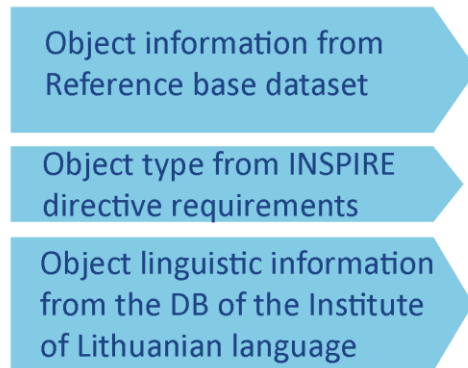 Object information from
Reference base dataset
Object type from INSPIRE
directive requirements
Object linguistic information
from the DB of the Institute
of Lithuanian language